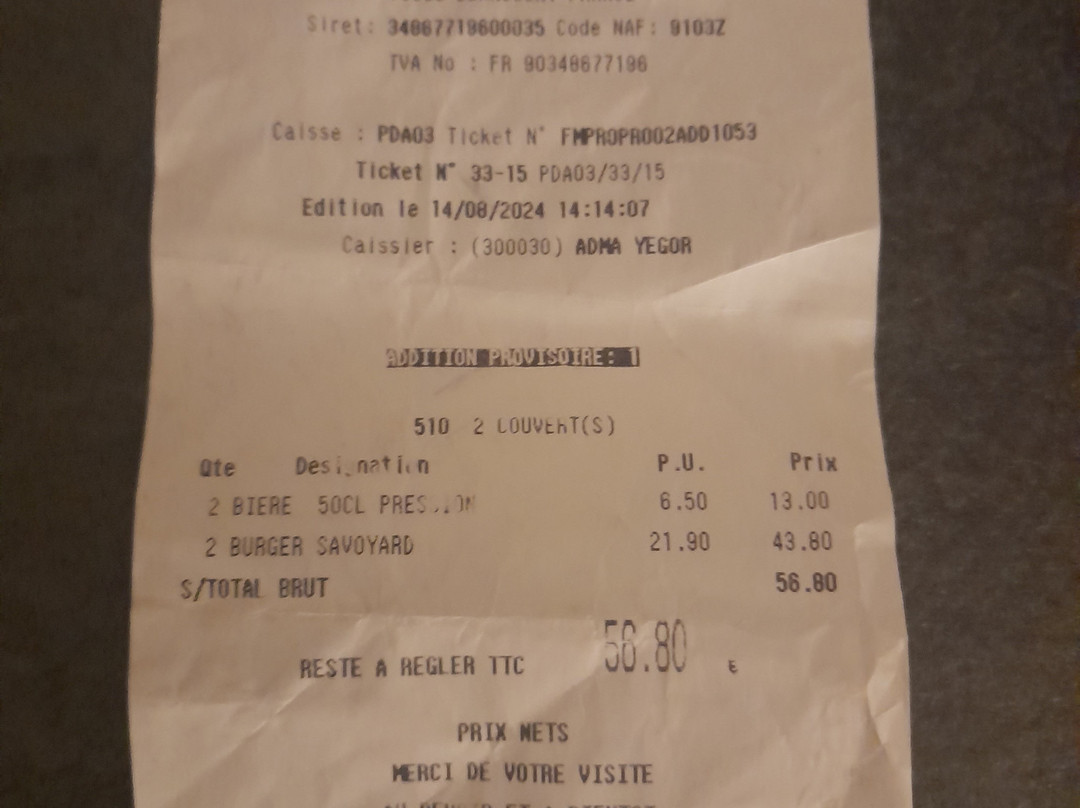 Siret: 34867719600035 Code NAF: 9103Z
TVA No : FR 90348677196
Caisse : PDA03 Ticket N° FMPROPR002ADD1053
Ticket N° 33-15 PDA03/33/15
Edition le 14/08/2024 14:14:07
Caissier : (300030) ADMA YEGOR
ADDITION PROVISOIRE: 1
510 2 COUVERT(S)
Qte Designation P.U. Prix
2 BIERE 50CL PRESSION 6.50 13.00
2 BURGER SAVOYARD 21.90 43.80
S/TOTAL BRUT 56.80
RESTE A REGLER TTC 56.80 €
PRIX NETS
MERCI DE VOTRE VISITE